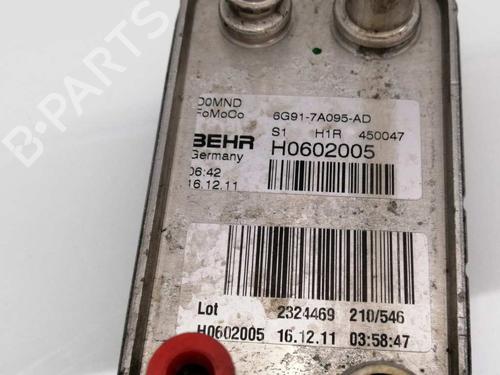 D0MND
FoMoCo 6G91-7A095-AD
S1 H1R 450047
BEHR H0602005
Germany
06:42
16.12.11
Lot 2324469 210/546
H0602005 16.12.11 03:58:47
B PARTS